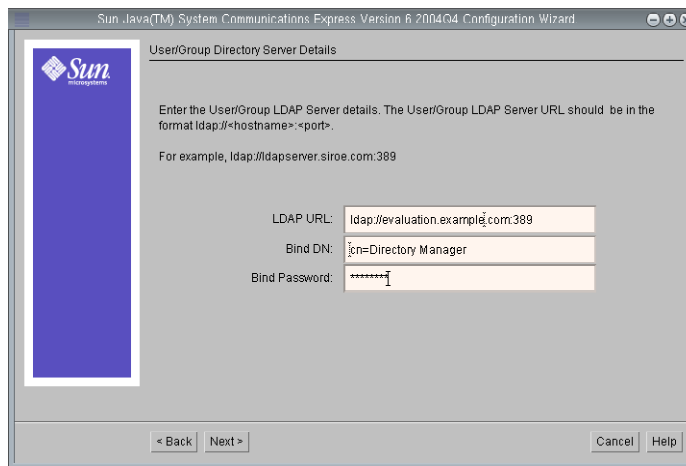 Sun Java(TM) System Communications Express Version 6 2004Q4 Configuration Wizard
Sun
microsystems
User/Group Directory Server Details
Enter the User/Group LDAP Server details. The User/Group LDAP Server URL should be in the
format ldap://<hostname>:<port>.
For example, ldap://ldapserver.siroe.com:389
LDAP URL: ldap://evaluation.example.com:389
Bind DN: cn=Directory Manager
Bind Password: ********
< Back Next > Cancel Help